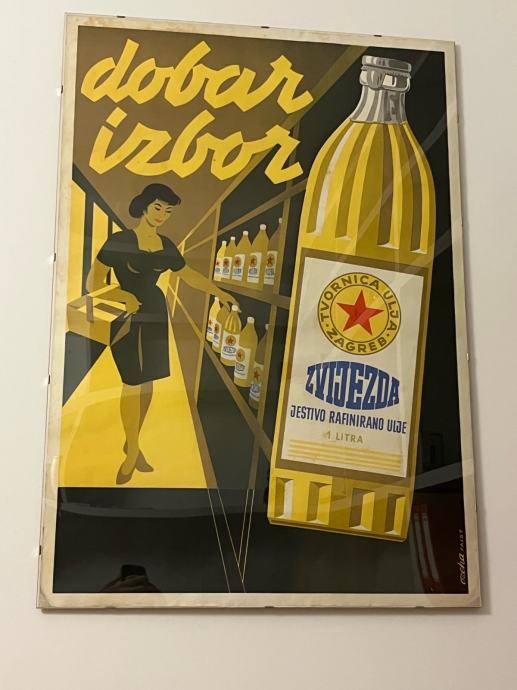 dobar
izbor
TVORNICA ULJA
ZAGREB
ZVIJEZDA
JESTIVO RAFINIRANO ULJE
1 LITRA